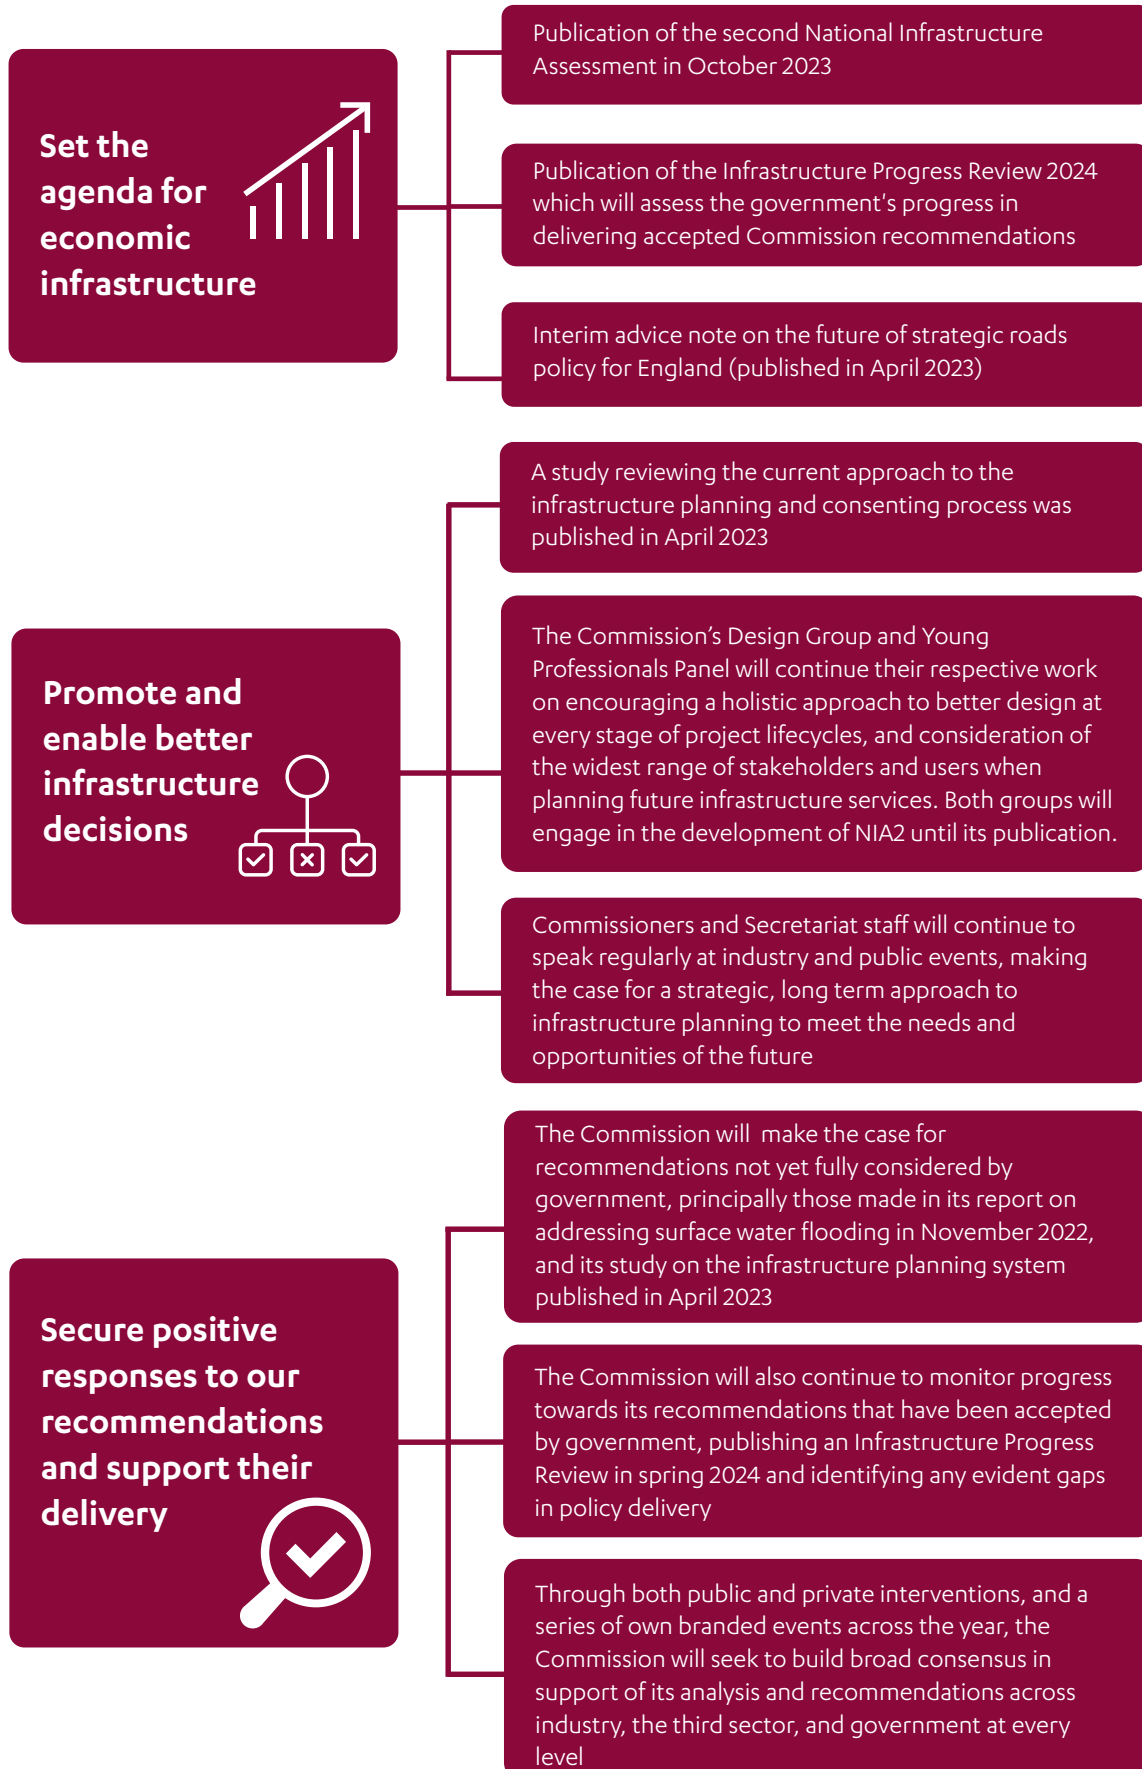 Set the
agenda for
economic
infrastructure
Publication of the second National Infrastructure
Assessment in October 2023
Publication of the Infrastructure Progress Review 2024
which will assess the government's progress in
delivering accepted Commission recommendations
Interim advice note on the future of strategic roads
policy for England (published in April 2023)
Promote and
enable better
infrastructure
decisions
A study reviewing the current approach to the
infrastructure planning and consenting process was
published in April 2023
The Commission’s Design Group and Young
Professionals Panel will continue their respective work
on encouraging a holistic approach to better design at
every stage of project lifecycles, and consideration of
the widest range of stakeholders and users when
planning future infrastructure services. Both groups will
engage in the development of NIA2 until its publication.
Commissioners and Secretariat staff will continue to
speak regularly at industry and public events, making
the case for a strategic, long term approach to
infrastructure planning to meet the needs and
opportunities of the future
Secure positive
responses to our
recommendations
and support their
delivery
The Commission will  make the case for
recommendations not yet fully considered by
government, principally those made in its report on
addressing surface water flooding in November 2022,
and its study on the infrastructure planning system
published in April 2023
The Commission will also continue to monitor progress
towards its recommendations that have been accepted
by government, publishing an Infrastructure Progress
Review in spring 2024 and identifying any evident gaps
in policy delivery
Through both public and private interventions, and a
series of own branded events across the year, the
Commission will seek to build broad consensus in
support of its analysis and recommendations across
industry, the third sector, and government at every
level